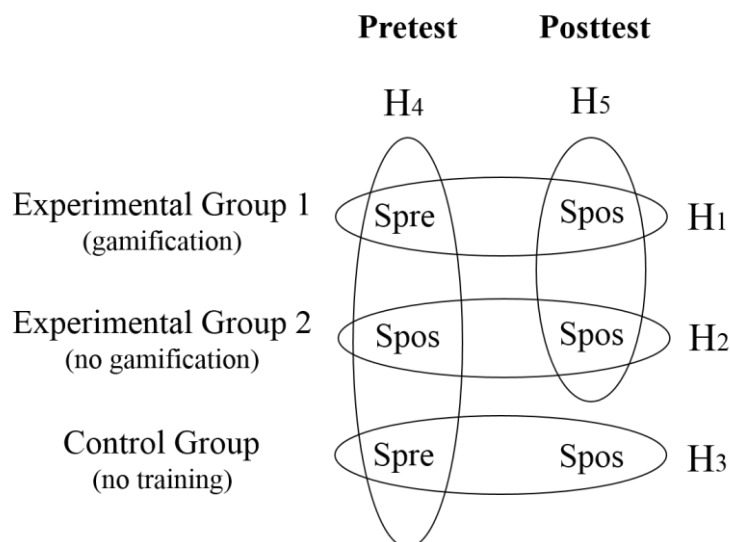 Pretest Posttest
H4 H5
Experimental Group 1 Spre Spos H1
(gamification)
Experimental Group 2 Spos Spos H2
(no gamification)
Control Group Spre Spos H3
(no training)